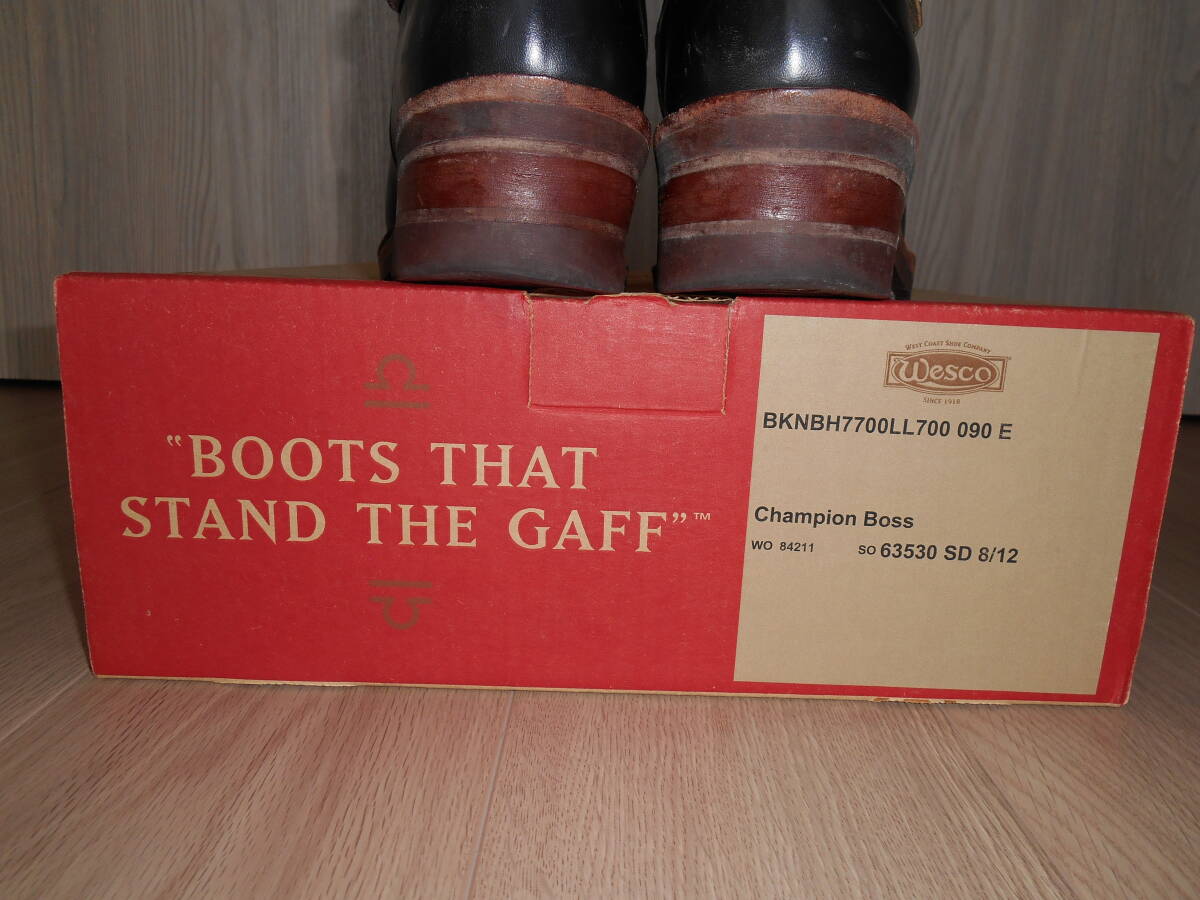 “BOOTS THAT
STAND THE GAFF”™
WEST COAST SHOE COMPANY
Wesco
SINCE 1918
BKNBH7700LL700 090 E
Champion Boss
WO 84211 SO 63530 SD 8/12